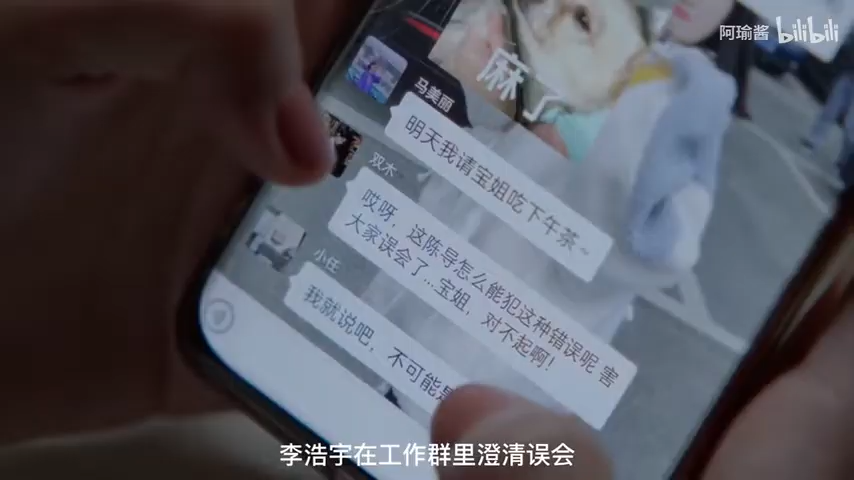 阿瑜酱 bilibili
麻了
马美丽
明天我请宝姐吃下午茶~
双木
哎呀，这陈导怎么能犯这种错误呢 害
大家误会了...宝姐，对不起啊！
小任
我就说吧，不可能是
李浩宇在工作群里澄清误会